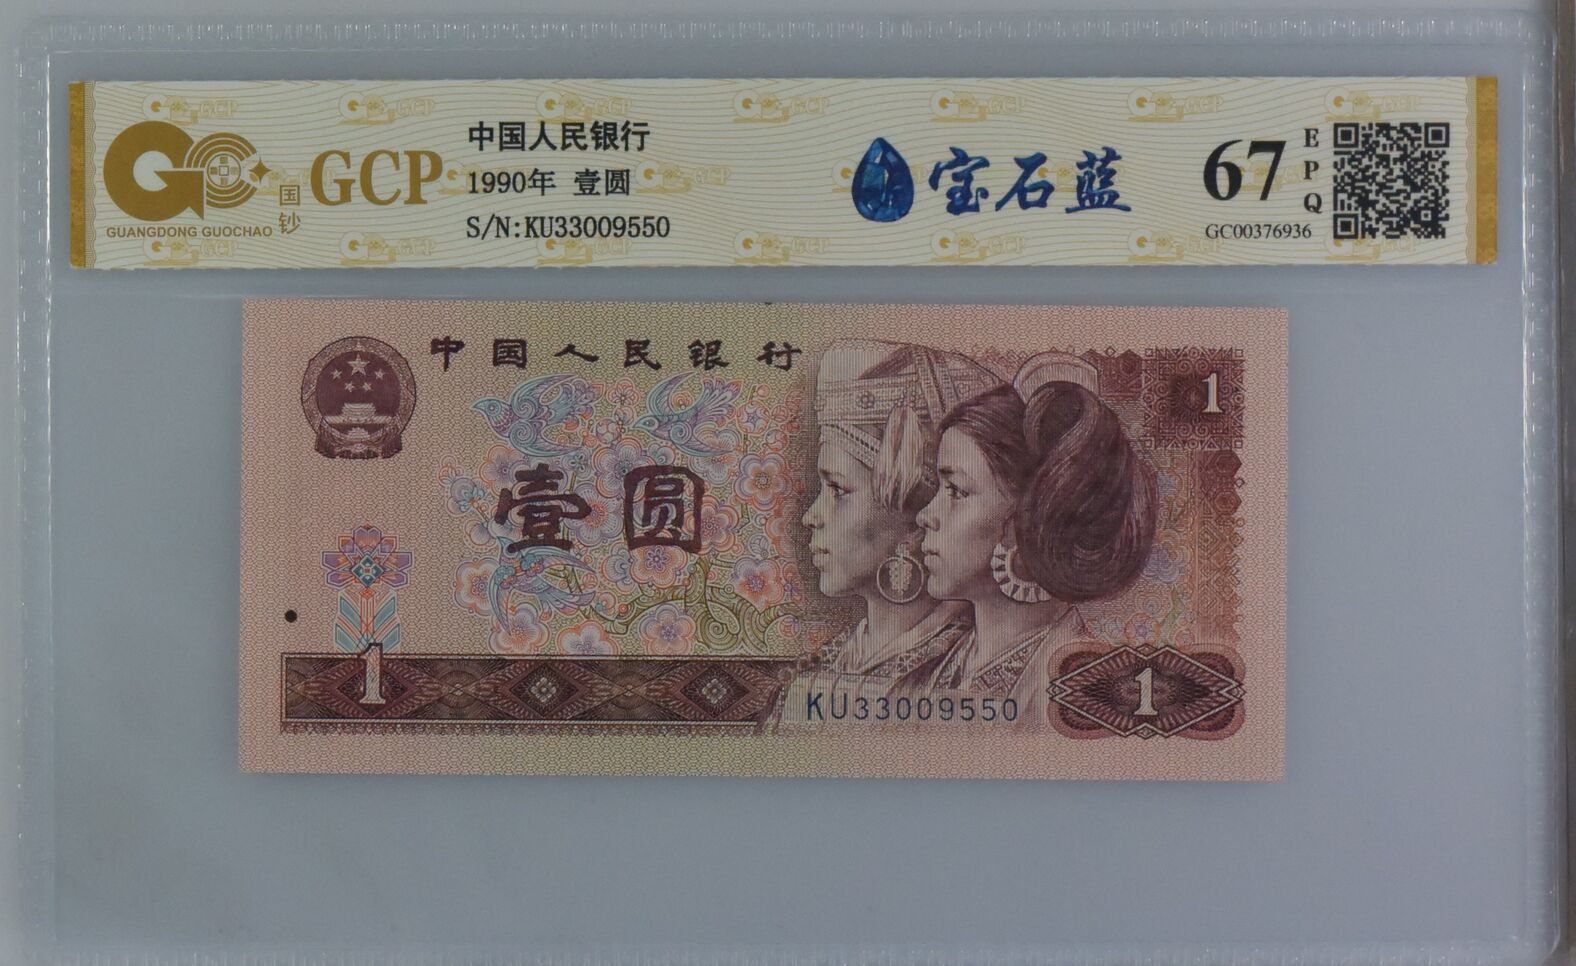 GCP
国钞
GUANGDONG GUOCHAO
中国人民银行
1990年 壹圆
S/N:KU33009550
宝石蓝
67
EPQ
GC00376936
中国人民银行
1
壹圆
1
KU33009550
1